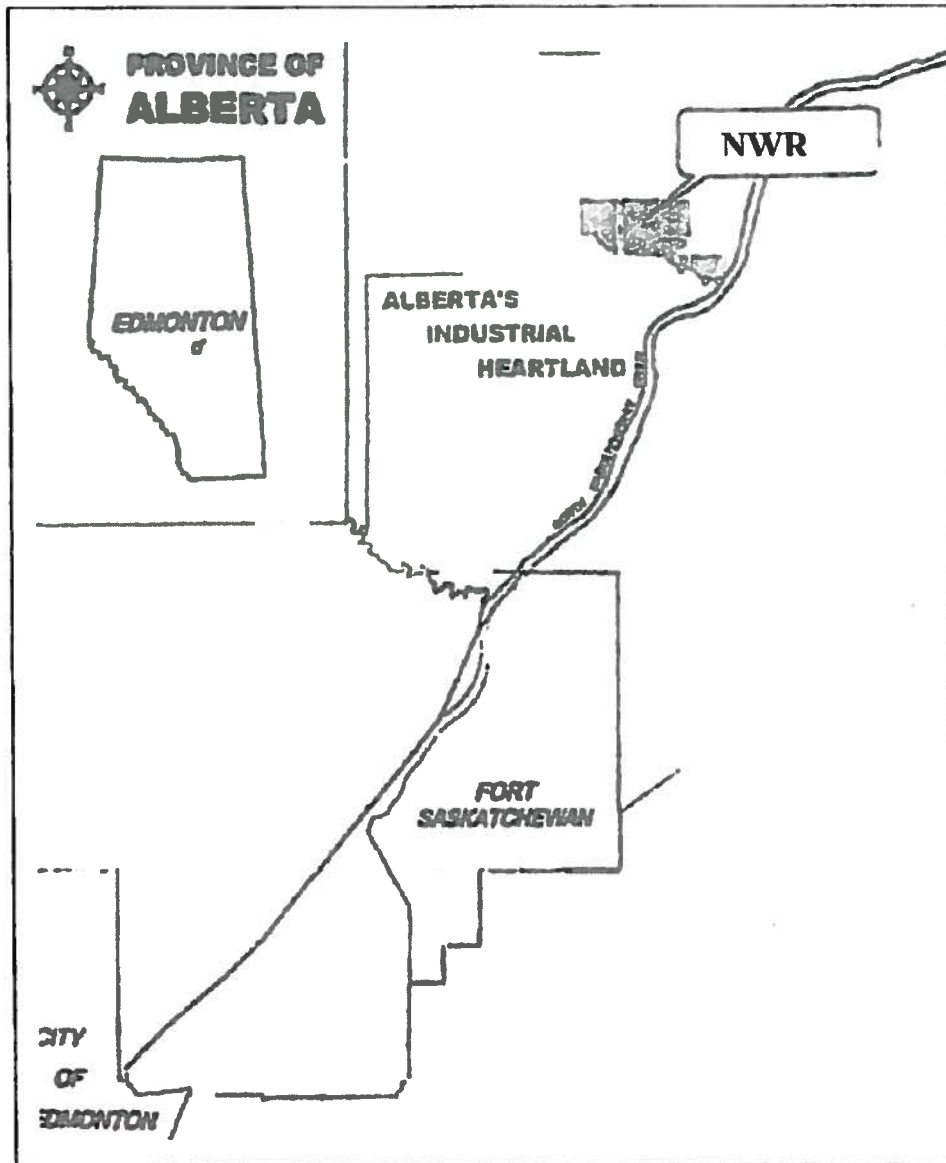 PROVINCE OF
ALBERTA
NWR
EDMONTON
ALBERTA'S
INDUSTRIAL
HEARTLAND
FORT
SASKATCHEWAN
CITY
OF
EDMONTON